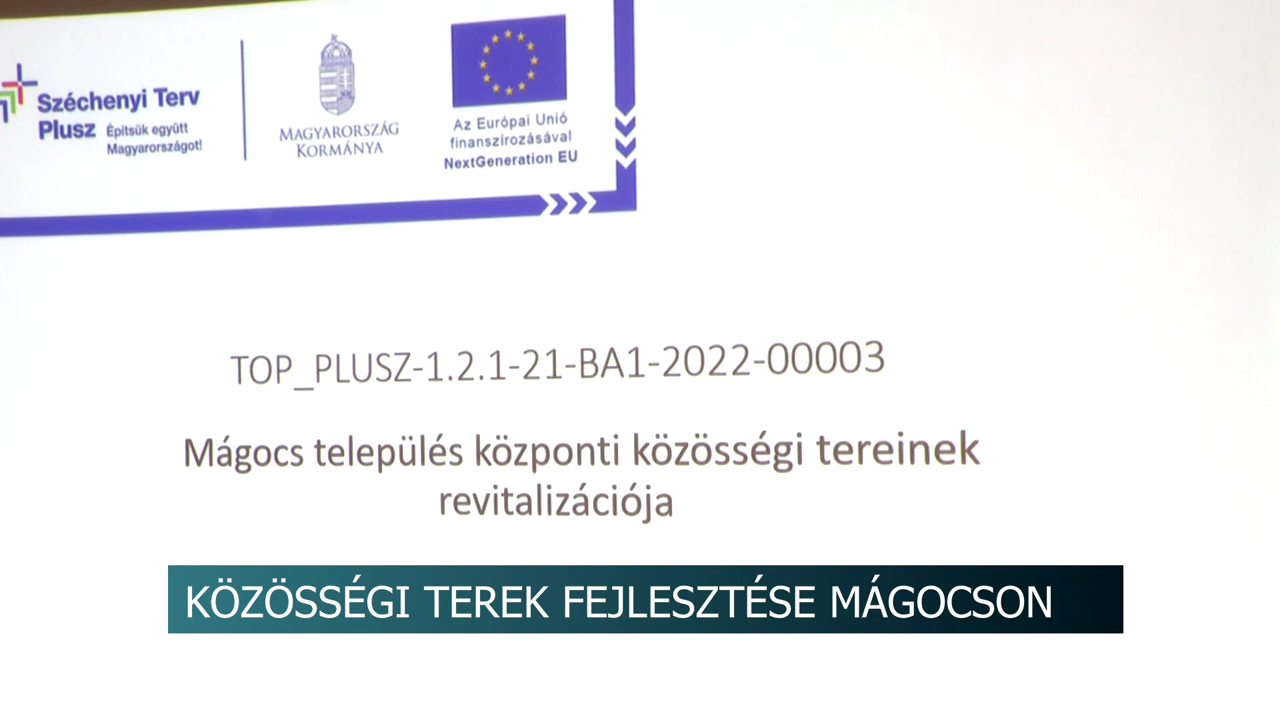 Széchenyi Terv
Plusz Építsük együtt
Magyarországot!
MAGYARORSZÁG
KORMÁNYA
Az Európai Unió
finanszírozásával
NextGeneration EU
TOP_PLUSZ-1.2.1-21-BA1-2022-00003
Mágocs település központi közösségi tereinek
revitalizációja
KÖZÖSSÉGI TEREK FEJLESZTÉSE MÁGOCSON